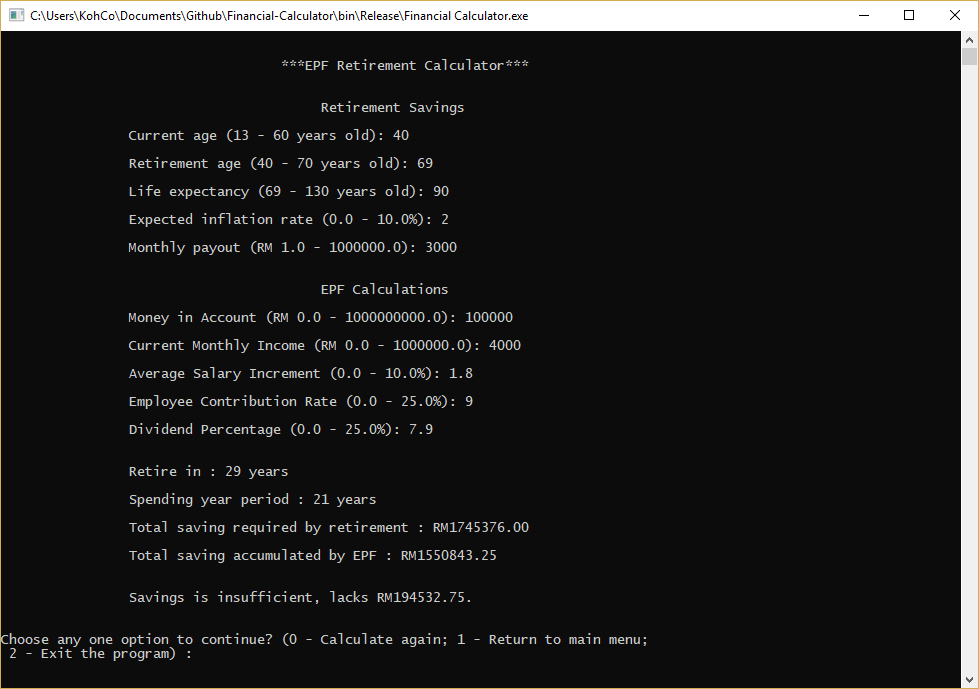 C:\Users\KohCo\Documents\Github\Financial-Calculator\bin\Release\Financial Calculator.exe
***EPF Retirement Calculator***
Retirement Savings
Current age (13 - 60 years old): 40
Retirement age (40 - 70 years old): 69
Life expectancy (69 - 130 years old): 90
Expected inflation rate (0.0 - 10.0%): 2
Monthly payout (RM 1.0 - 1000000.0): 3000
EPF Calculations
Money in Account (RM 0.0 - 1000000000.0): 100000
Current Monthly Income (RM 0.0 - 1000000.0): 4000
Average Salary Increment (0.0 - 10.0%): 1.8
Employee Contribution Rate (0.0 - 25.0%): 9
Dividend Percentage (0.0 - 25.0%): 7.9
Retire in : 29 years
Spending year period : 21 years
Total saving required by retirement : RM1745376.00
Total saving accumulated by EPF : RM1550843.25
Savings is insufficient, lacks RM194532.75.
Choose any one option to continue? (0 - Calculate again; 1 - Return to main menu;
2 - Exit the program) :